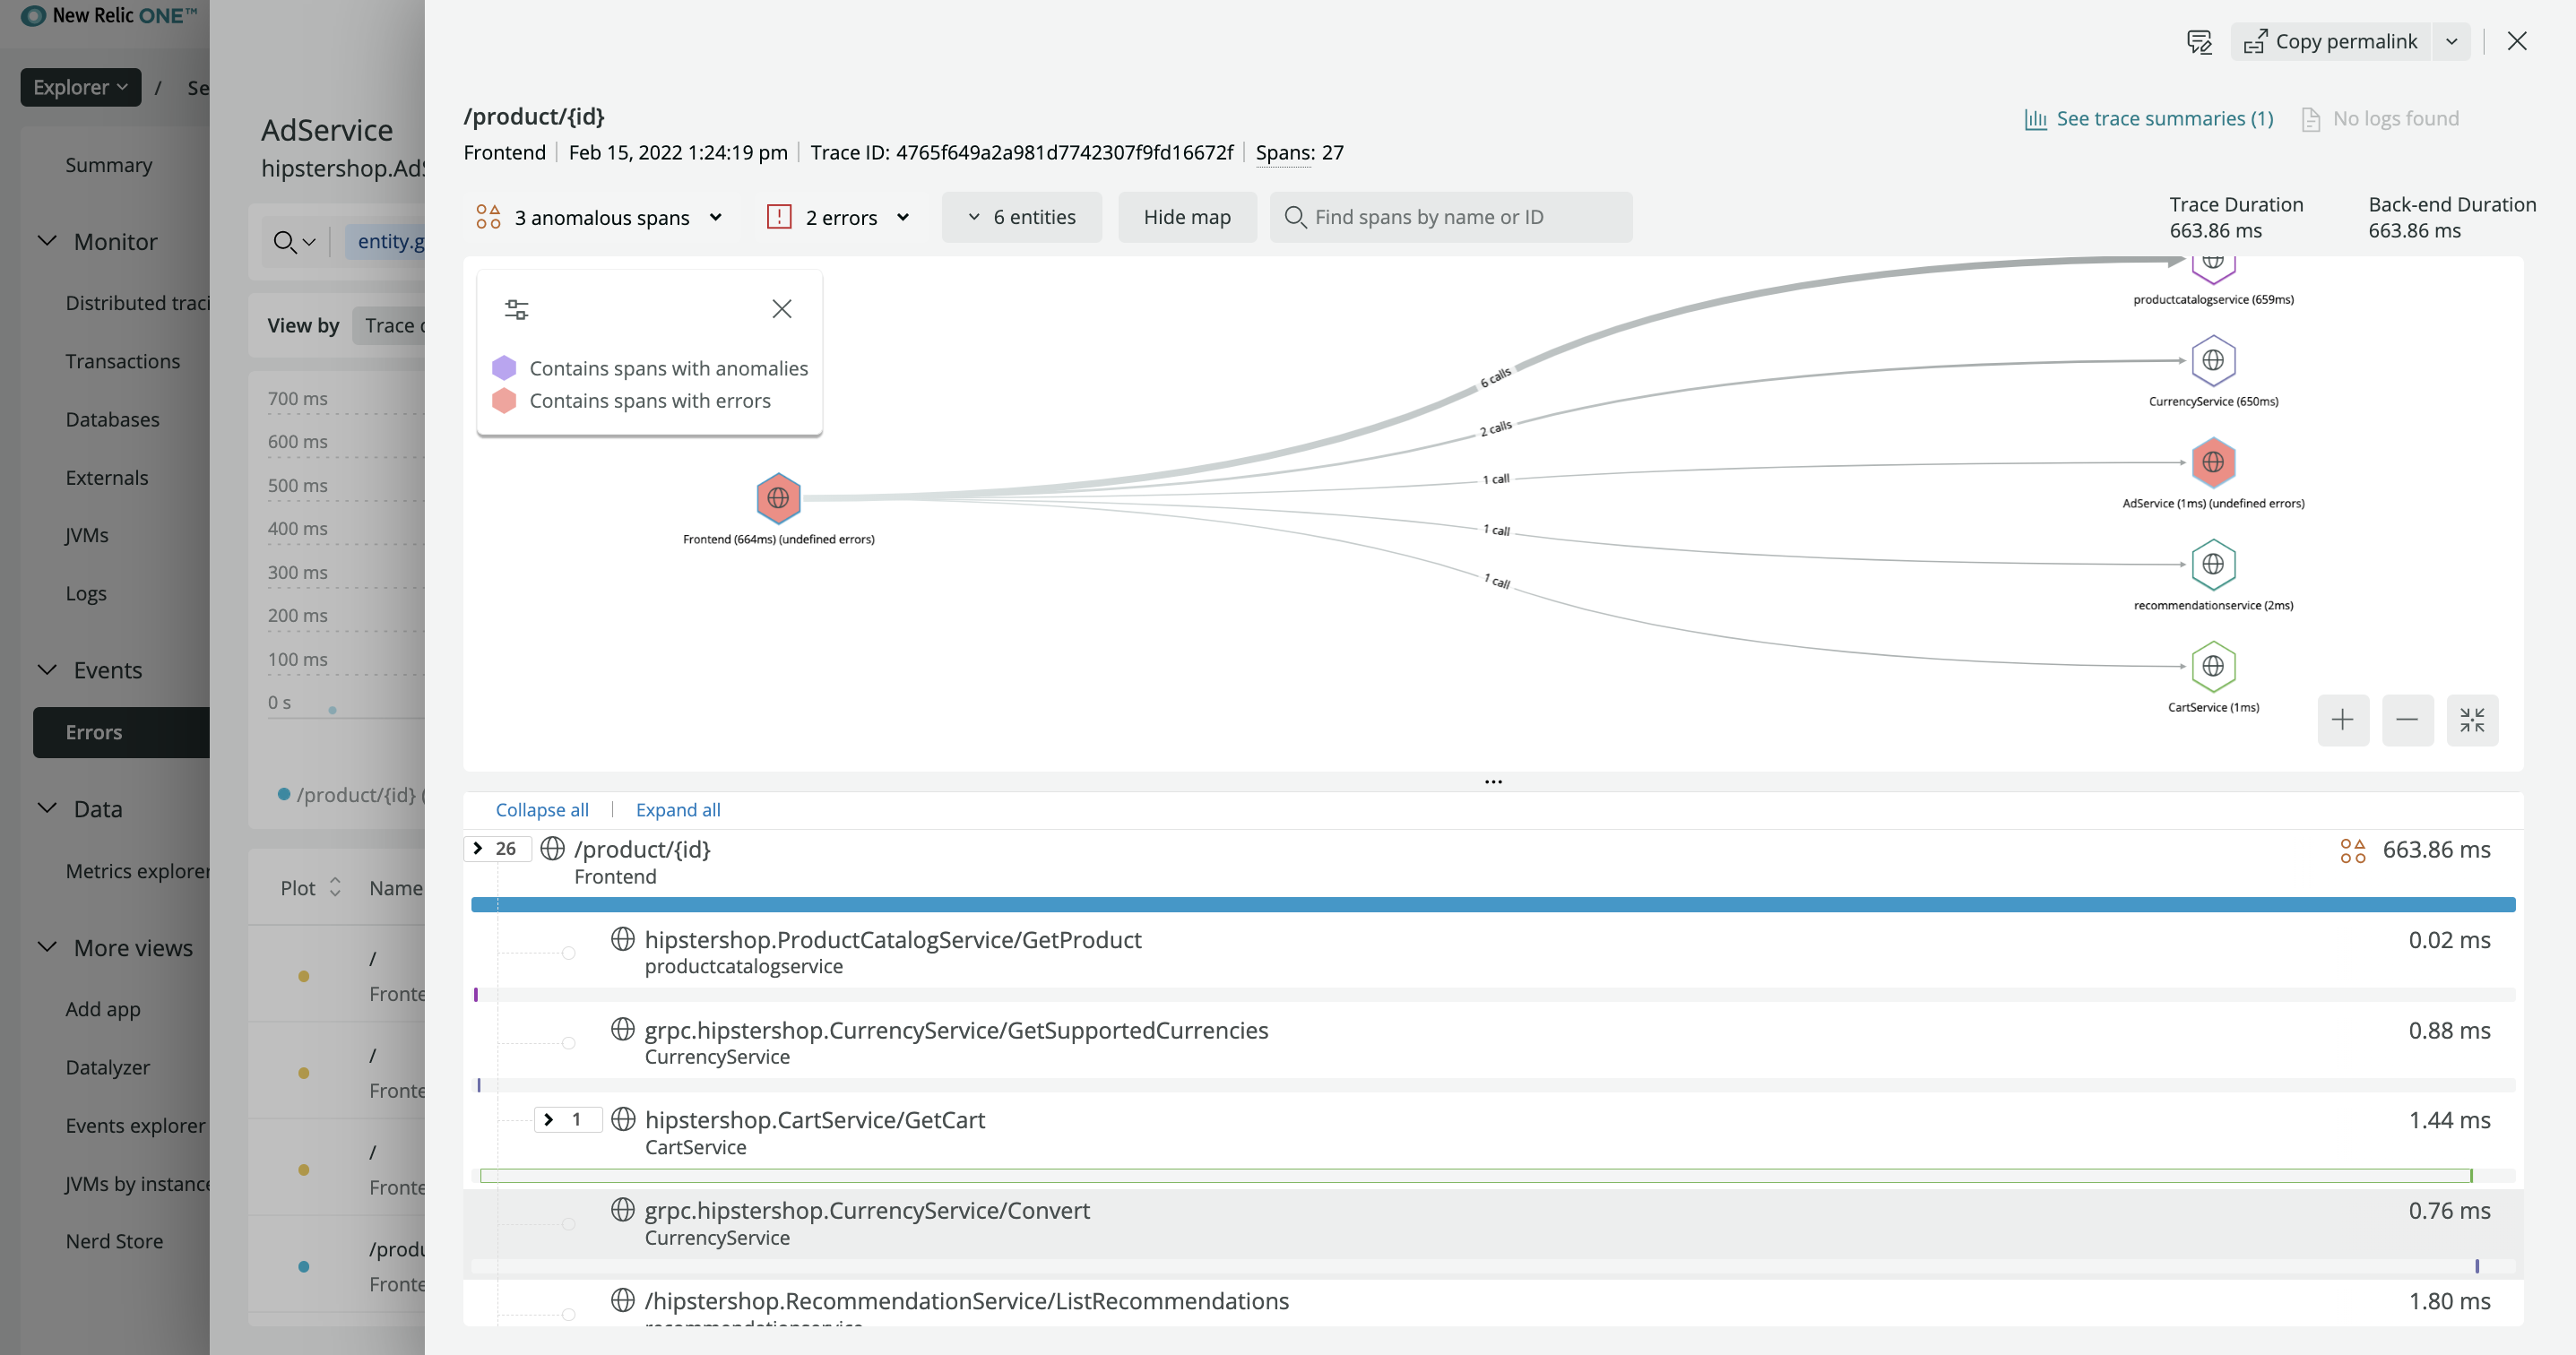 New Relic ONE™
Explorer / Se
Summary
Monitor
Distributed traci
Transactions
Databases
Externals
JVMs
Logs
Events
Errors
Data
Metrics explorer
More views
Add app
Datalyzer
Events explorer
JVMs by instance
Nerd Store
AdService
hipstershop.AdS
entity.g
View by Trace d
700 ms
600 ms
500 ms
400 ms
300 ms
200 ms
100 ms
0 s
/product/{id} (
Plot Name
/
Fronte
/
Fronte
/
Fronte
/produ
Fronte
Copy permalink
/product/{id}
See trace summaries (1) No logs found
Frontend | Feb 15, 2022 1:24:19 pm | Trace ID: 4765f649a2a981d7742307f9fd16672f | Spans: 27
3 anomalous spans 2 errors 6 entities Hide map Find spans by name or ID
Trace Duration
663.86 ms
Back-end Duration
663.86 ms
Contains spans with anomalies
Contains spans with errors
Frontend (664ms) (undefined errors)
6 calls
2 calls
1 call
1 call
1 call
productcatalogservice (659ms)
CurrencyService (650ms)
AdService (1ms) (undefined errors)
recommendationservice (2ms)
CartService (1ms)
Collapse all | Expand all
26 /product/{id} 663.86 ms
Frontend
hipstershop.ProductCatalogService/GetProduct 0.02 ms
productcatalogservice
grpc.hipstershop.CurrencyService/GetSupportedCurrencies 0.88 ms
CurrencyService
1 hipstershop.CartService/GetCart 1.44 ms
CartService
grpc.hipstershop.CurrencyService/Convert 0.76 ms
CurrencyService
/hipstershop.RecommendationService/ListRecommendations 1.80 ms
recommendationservice